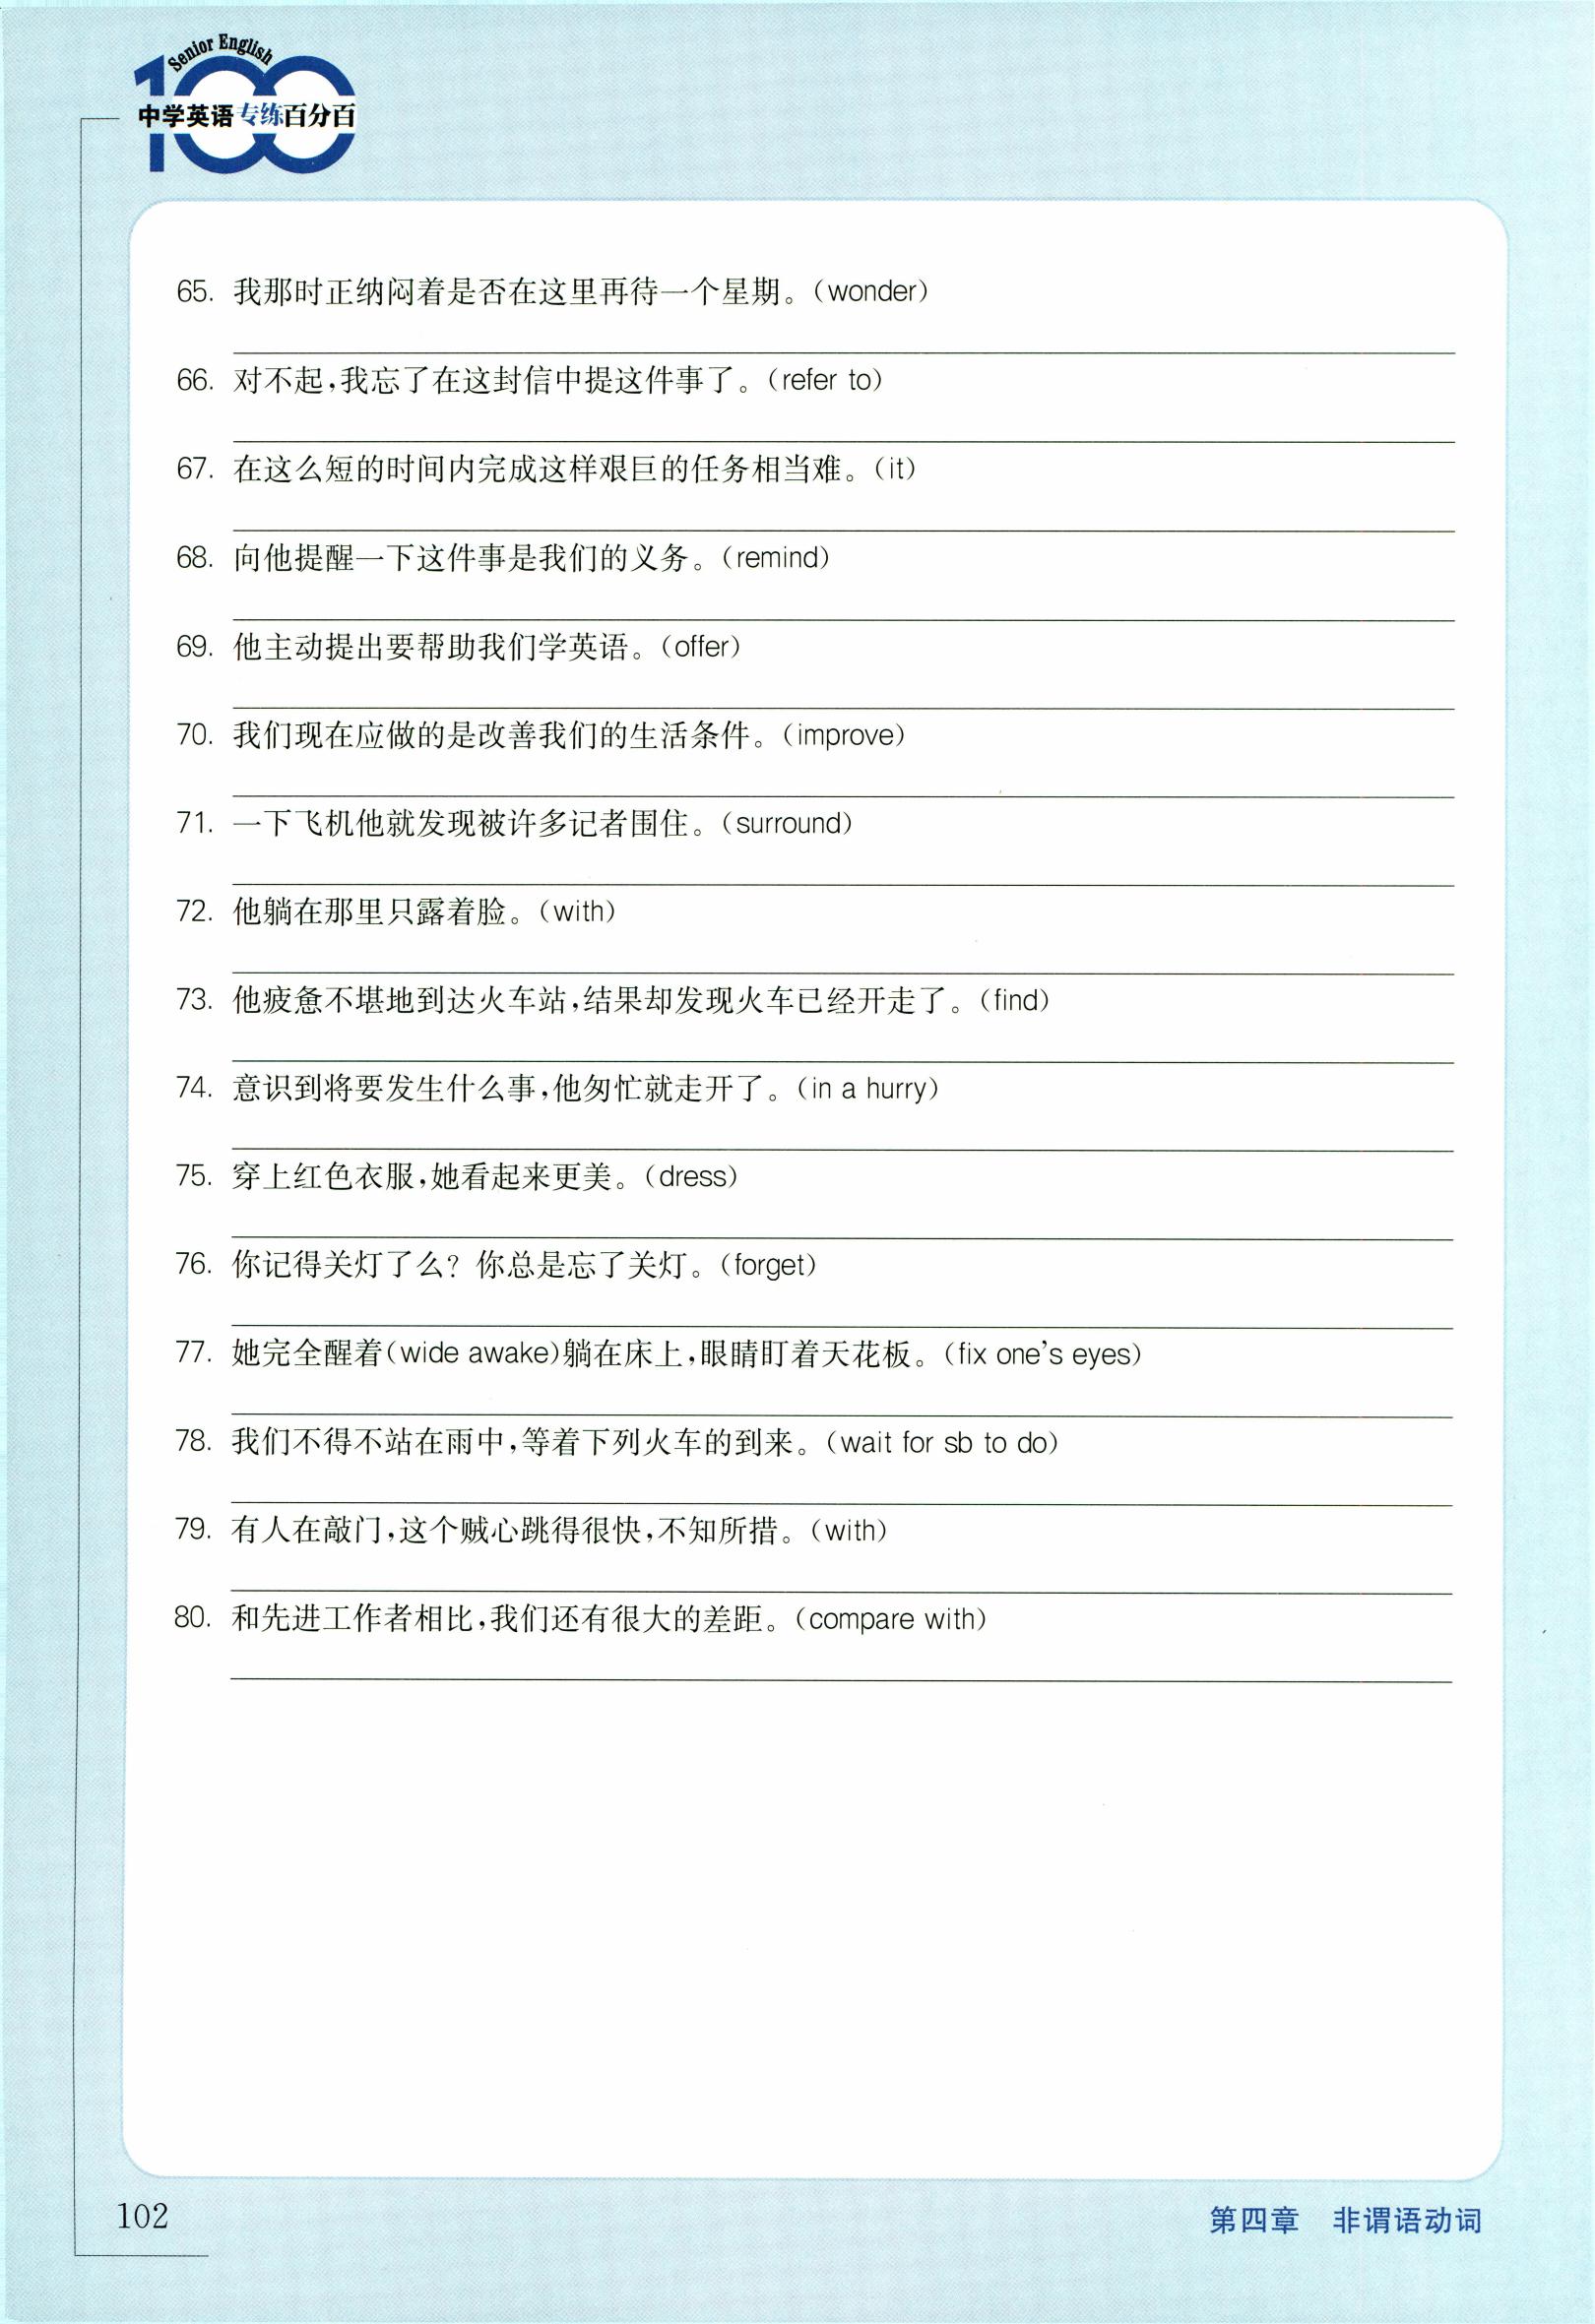 Senior English
100
中学英语专练百分百
65. 我那时正纳闷着是否在这里再待一个星期。(wonder)
66. 对不起,我忘了在这封信中提这件事了。(refer to)
67. 在这么短的时间内完成这样艰巨的任务相当难。(it)
68. 向他提醒一下这件事是我们的义务。(remind)
69. 他主动提出要帮助我们学英语。(offer)
70. 我们现在应做的是改善我们的生活条件。(improve)
71. 一下飞机他就发现被许多记者围住。(surround)
72. 他躺在那里只露着脸。(with)
73. 他疲惫不堪地到达火车站,结果却发现火车已经开走了。(find)
74. 意识到将要发生什么事,他匆忙就走开了。(in a hurry)
75. 穿上红色衣服,她看起来更美。(dress)
76. 你记得关灯了么? 你总是忘了关灯。(forget)
77. 她完全醒着(wide awake)躺在床上,眼睛盯着天花板。(fix one's eyes)
78. 我们不得不站在雨中,等着下列火车的到来。(wait for sb to do)
79. 有人在敲门,这个贼心跳得很快,不知所措。(with)
80. 和先进工作者相比,我们还有很大的差距。(compare with)
102
第四章 非谓语动词